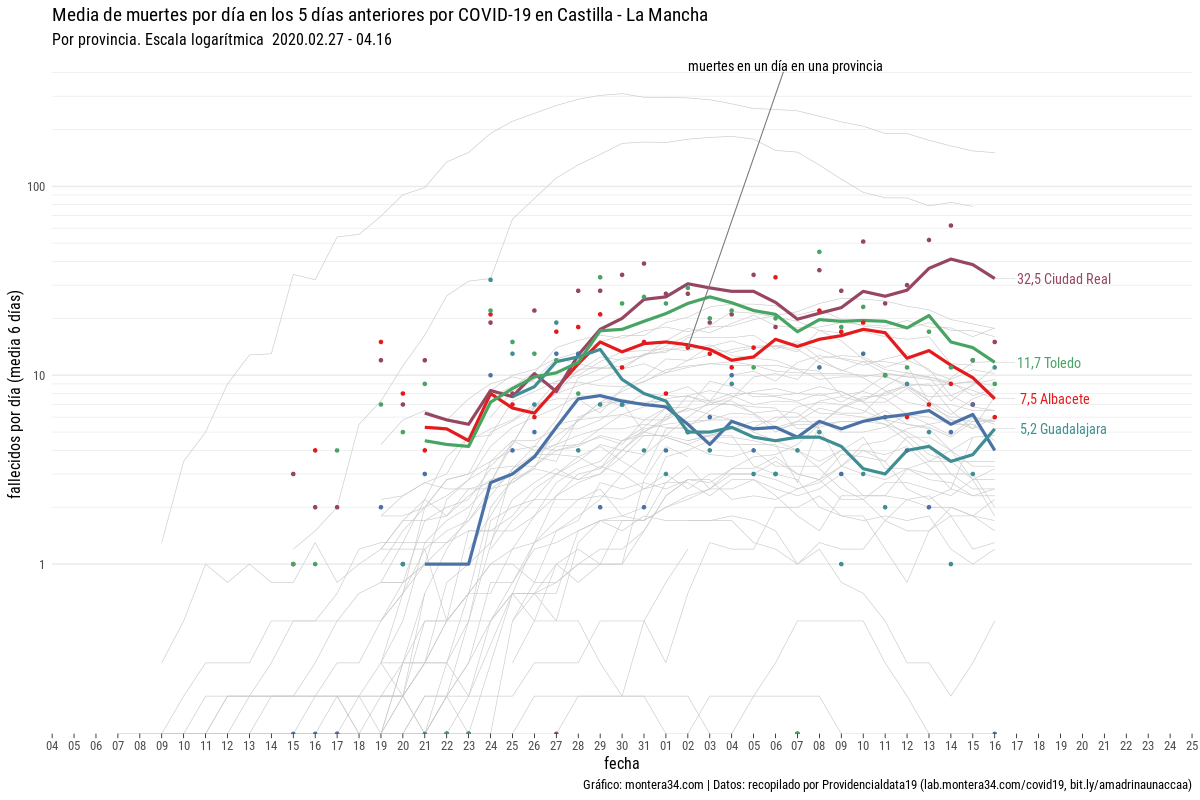 Media de muertes por día en los 5 días anteriores por COVID-19 en Castilla - La Mancha
Por provincia. Escala logarítmica 2020.02.27 - 04.16
muertes en un día en una provincia
fallecidos por día (media 6 días)
100
10
1
32,5 Ciudad Real
11,7 Toledo
7,5 Albacete
5,2 Guadalajara
04 05 06 07 08 09 10 11 12 13 14 15 16 17 18 19 20 21 22 23 24 25 26 27 28 29 30 31 01 02 03 04 05 06 07 08 09 10 11 12 13 14 15 16 17 18 19 20 21 22 23 24 25
fecha
Gráfico: montera34.com | Datos: recopilado por Providencialdata19 (lab.montera34.com/covid19, bit.ly/amadrinaunaccaa)